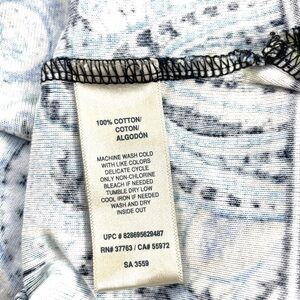 100% COTTON/
COTON/
ALGODÓN
MACHINE WASH COLD
WITH LIKE COLORS
DELICATE CYCLE
ONLY NON-CHLORINE
BLEACH IF NEEDED
TUMBLE DRY LOW
COOL IRON IF NEEDED
WASH AND DRY
INSIDE OUT
UPC # 828695629487
RN# 37763 / CA# 55972
SA 3559